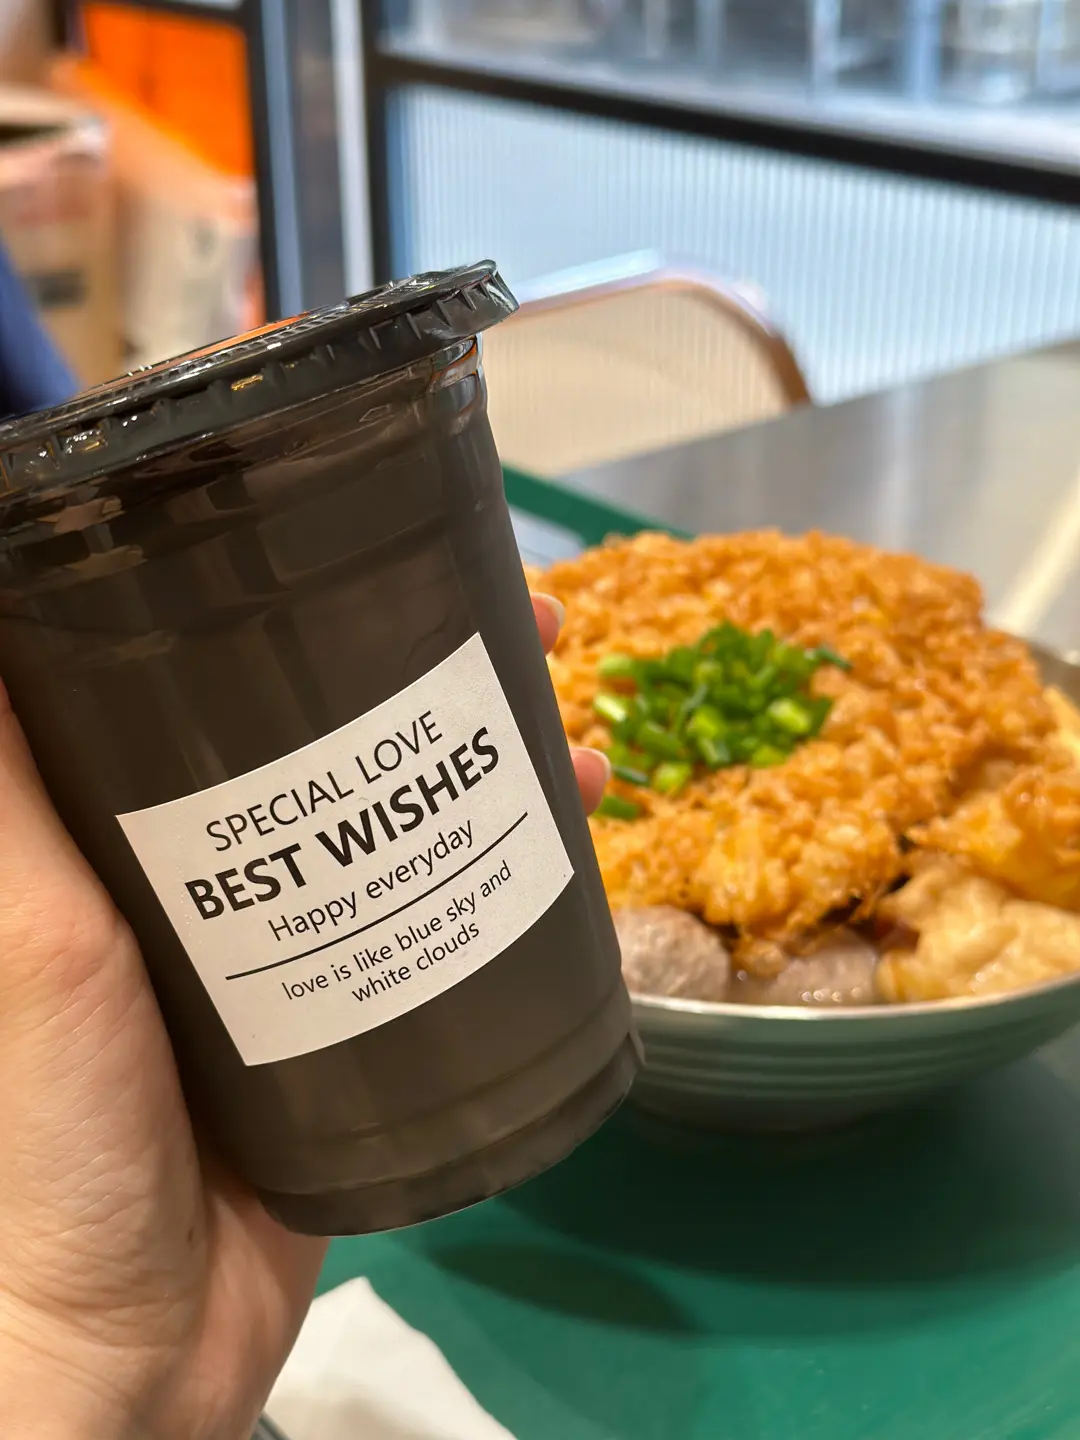 SPECIAL LOVE
BEST WISHES
Happy everyday
love is like blue sky and
white clouds